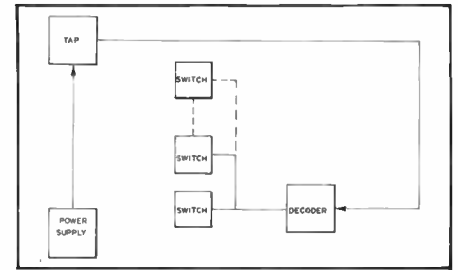 TAP
SWITCH
SWITCH
SWITCH
DECODER
POWER
SUPPLY